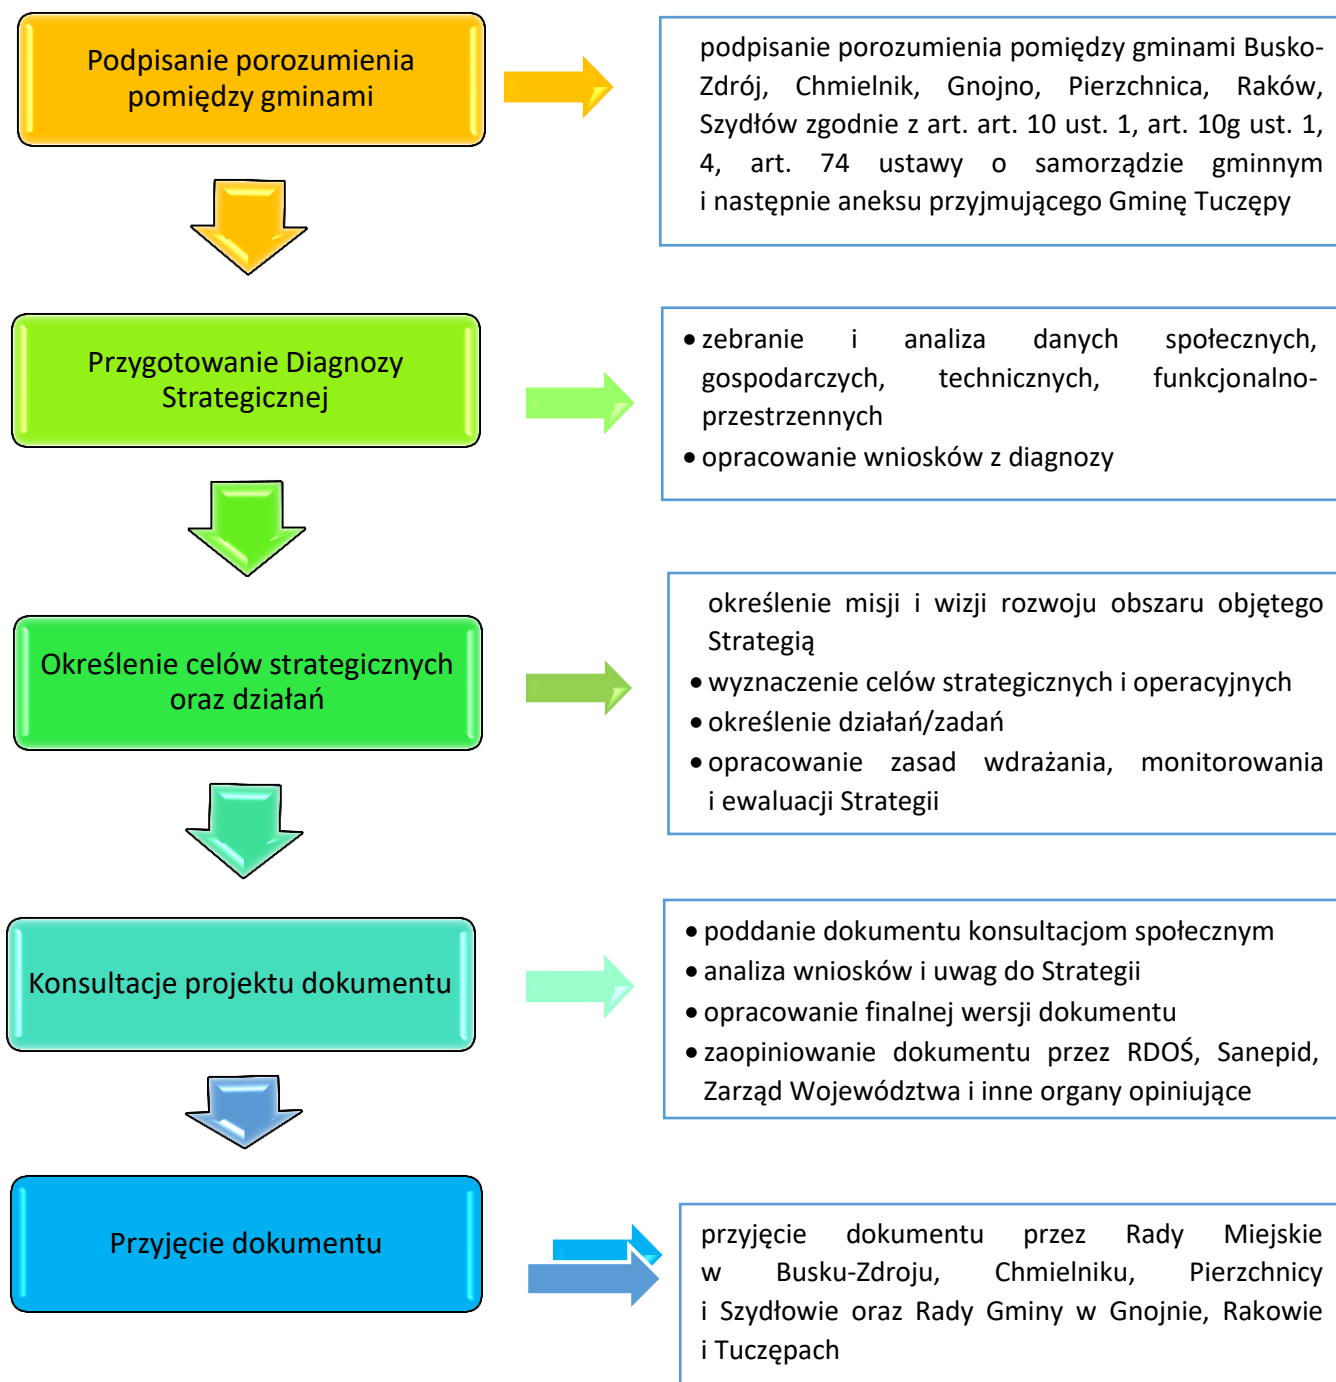 Podpisanie porozumienia
pomiędzy gminami
podpisanie porozumienia pomiędzy gminami Busko-
Zdrój, Chmielnik, Gnojno, Pierzchnica, Raków,
Szydłów zgodnie z art. art. 10 ust. 1, art. 10g ust. 1,
4, art. 74 ustawy o samorządzie gminnym
i następnie aneksu przyjmującego Gminę Tuczępy
Przygotowanie Diagnozy
Strategicznej
• zebranie i analiza danych społecznych,
gospodarczych, technicznych, funkcjonalno-
przestrzennych
• opracowanie wniosków z diagnozy
Określenie celów strategicznych
oraz działań
określenie misji i wizji rozwoju obszaru objętego
Strategią
• wyznaczenie celów strategicznych i operacyjnych
• określenie działań/zadań
• opracowanie zasad wdrażania, monitorowania
i ewaluacji Strategii
Konsultacje projektu dokumentu
• poddanie dokumentu konsultacjom społecznym
• analiza wniosków i uwag do Strategii
• opracowanie finalnej wersji dokumentu
• zaopiniowanie dokumentu przez RDOŚ, Sanepid,
Zarząd Województwa i inne organy opiniujące
Przyjęcie dokumentu
przyjęcie dokumentu przez Rady Miejskie
w Busku-Zdroju, Chmielniku, Pierzchnicy
i Szydłowie oraz Rady Gminy w Gnojnie, Rakowie
i Tuczępach